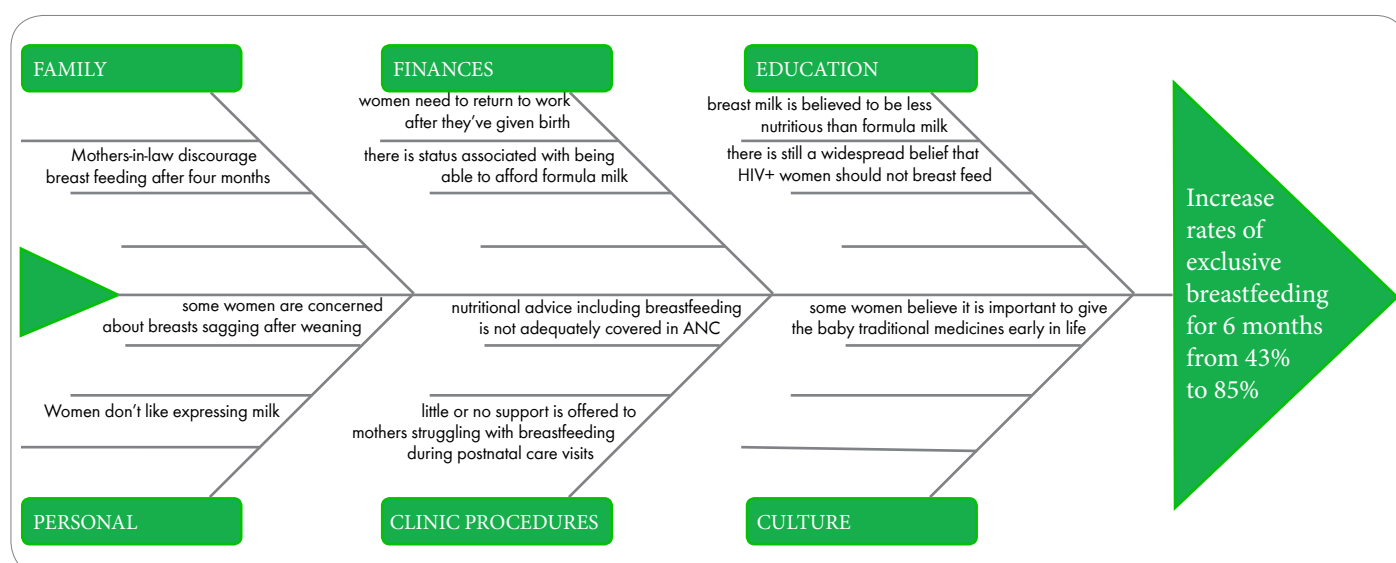 FAMILY
Mothers-in-law discourage
breast feeding after four months
FINANCES
women need to return to work
after they've given birth
there is status associated with being
able to afford formula milk
EDUCATION
breast milk is believed to be less
nutritious than formula milk
there is still a widespread belief that
HIV+ women should not breast feed
some women are concerned
about breasts sagging after weaning
Women don't like expressing milk
PERSONAL
nutritional advice including breastfeeding
is not adequately covered in ANC
little or no support is offered to
mothers struggling with breastfeeding
during postnatal care visits
CLINIC PROCEDURES
some women believe it is important to give
the baby traditional medicines early in life
CULTURE
Increase
rates of
exclusive
breastfeeding
for 6 months
from 43%
to 85%